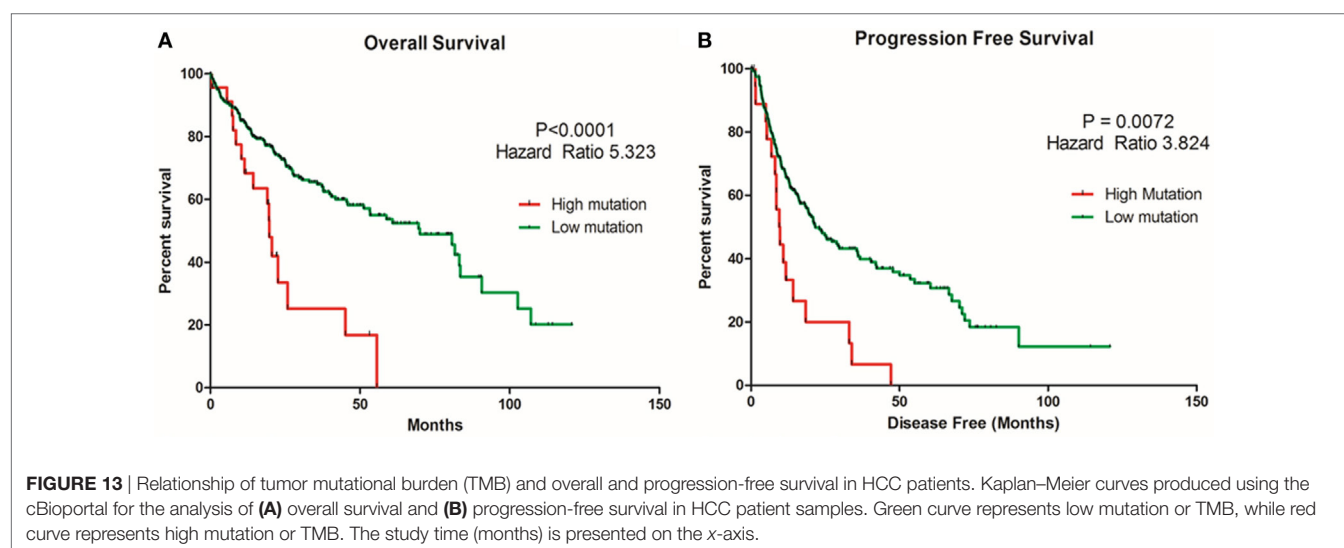 A
Overall Survival
100
80
60
40
20
0
Percent survival
P<0.0001
Hazard Ratio 5.323
High mutation
Low mutation
0 50 100 150
Months
B
Progression Free Survival
100
80
60
40
20
0
Percent survival
P = 0.0072
Hazard Ratio 3.824
High Mutation
Low mutation
0 50 100 150
Disease Free (Months)
FIGURE 13 | Relationship of tumor mutational burden (TMB) and overall and progression-free survival in HCC patients. Kaplan–Meier curves produced using the
cBioportal for the analysis of (A) overall survival and (B) progression-free survival in HCC patient samples. Green curve represents low mutation or TMB, while red
curve represents high mutation or TMB. The study time (months) is presented on the x-axis.